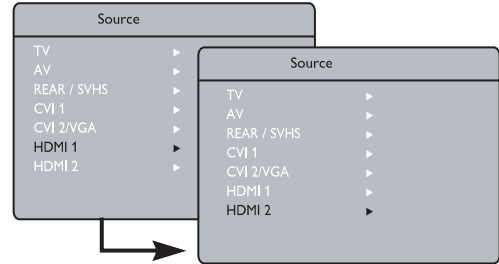 Source
TV
AV
REAR / SVHS
CVI 1
CVI 2/VGA
HDMI 1
HDMI 2
Source
TV
AV
REAR / SVHS
CVI 1
CVI 2/VGA
HDMI 1
HDMI 2